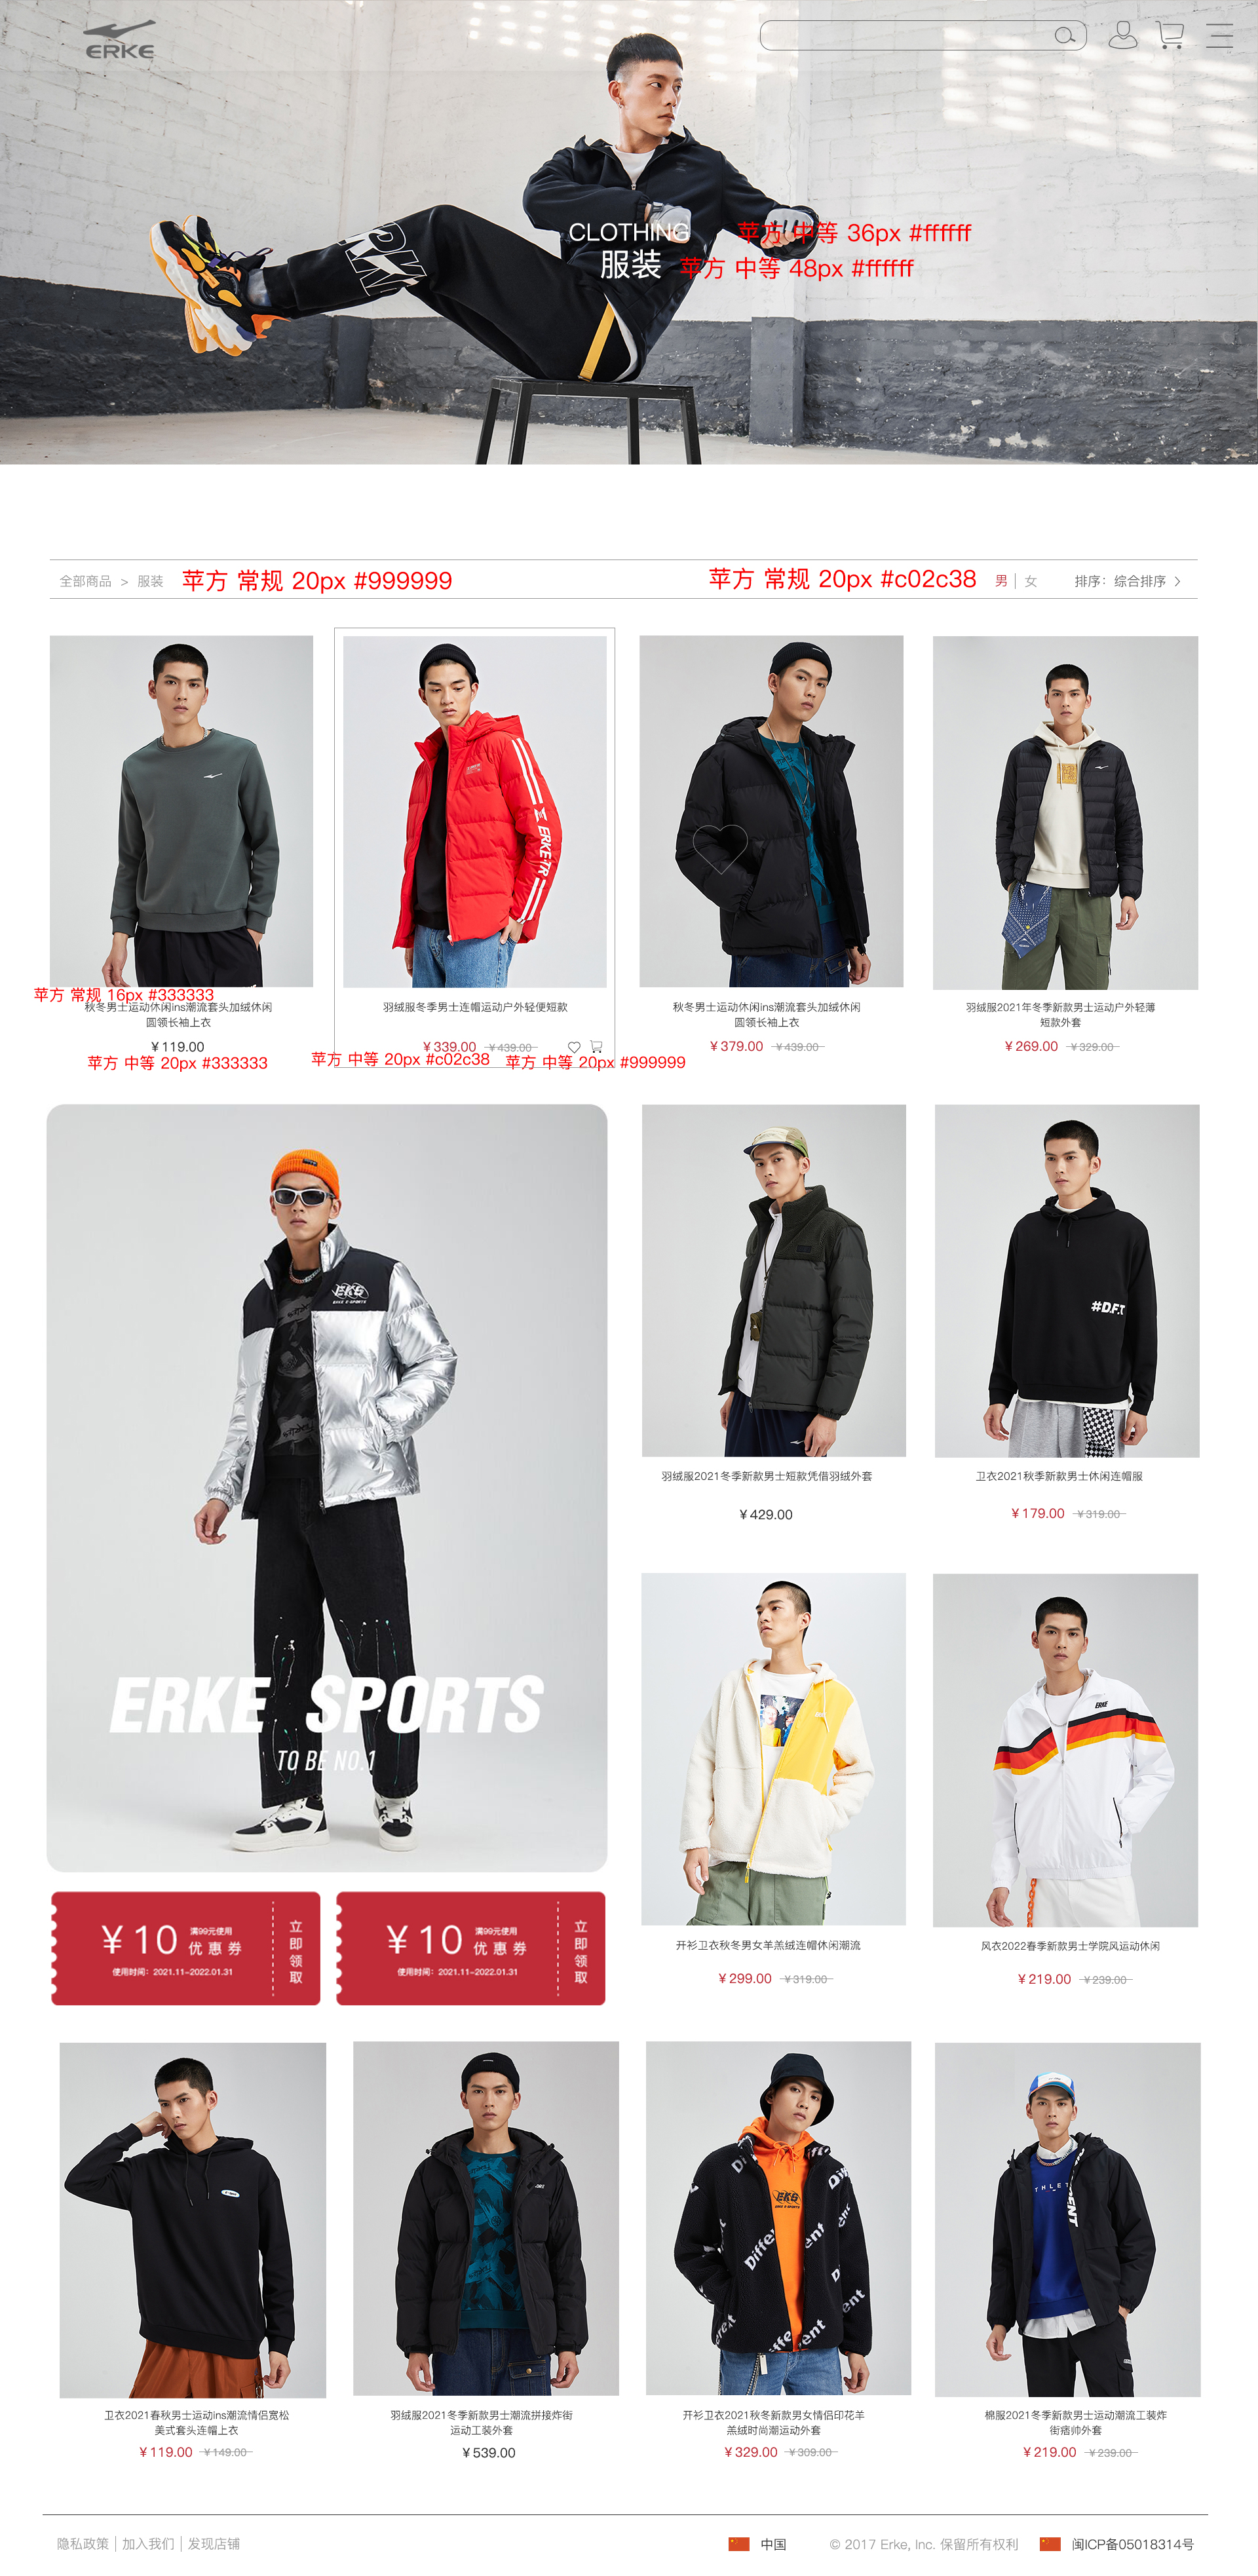 ERKE
CLOTHING 苹方 中等 36px #ffffff
服装 苹方 中等 48px #ffffff
全部商品 > 服装 苹方 常规 20px #999999 苹方 常规 20px #c02c38 男 | 女 排序：综合排序 >
ERKE TR
苹方 常规 16px #333333
秋冬男士运动休闲ins潮流套头加绒休闲
圆领长袖上衣
￥119.00
苹方 中等 20px #333333
羽绒服冬季男士连帽运动户外轻便短款
￥339.00 ￥439.00
苹方 中等 20px #c02c38 苹方 中等 20px #999999
秋冬男士运动休闲ins潮流套头加绒休闲
圆领长袖上衣
￥379.00 ￥439.00
羽绒服2021年冬季新款男士运动户外轻薄
短款外套
￥269.00 ￥329.00
EKS
ERKE E-SPORTS
ERKE SPORTS
TO BE NO.1
#D.F.T
羽绒服2021冬季新款男士短款凭借羽绒外套
￥429.00
卫衣2021秋季新款男士休闲连帽服
￥179.00 ￥319.00
ERKE
开衫卫衣秋冬男女羊羔绒连帽休闲潮流
￥299.00 ￥319.00
风衣2022春季新款男士学院风运动休闲
￥219.00 ￥239.00
￥10 满99元使用
优惠券
使用时间：2021.11-2022.01.31
立即领取
￥10 满99元使用
优惠券
使用时间：2021.11-2022.01.31
立即领取
Different
EKS
卫衣2021春秋男士运动ins潮流情侣宽松
美式套头连帽上衣
￥119.00 ￥149.00
羽绒服2021冬季新款男士潮流拼接炸街
运动工装外套
￥539.00
开衫卫衣2021秋冬新款男女情侣印花羊
羔绒时尚潮运动外套
￥329.00 ￥309.00
棉服2021冬季新款男士运动潮流工装炸
街痞帅外套
￥219.00 ￥239.00
隐私政策 | 加入我们 | 发现店铺 中国 © 2017 Erke, Inc. 保留所有权利 闽ICP备05018314号